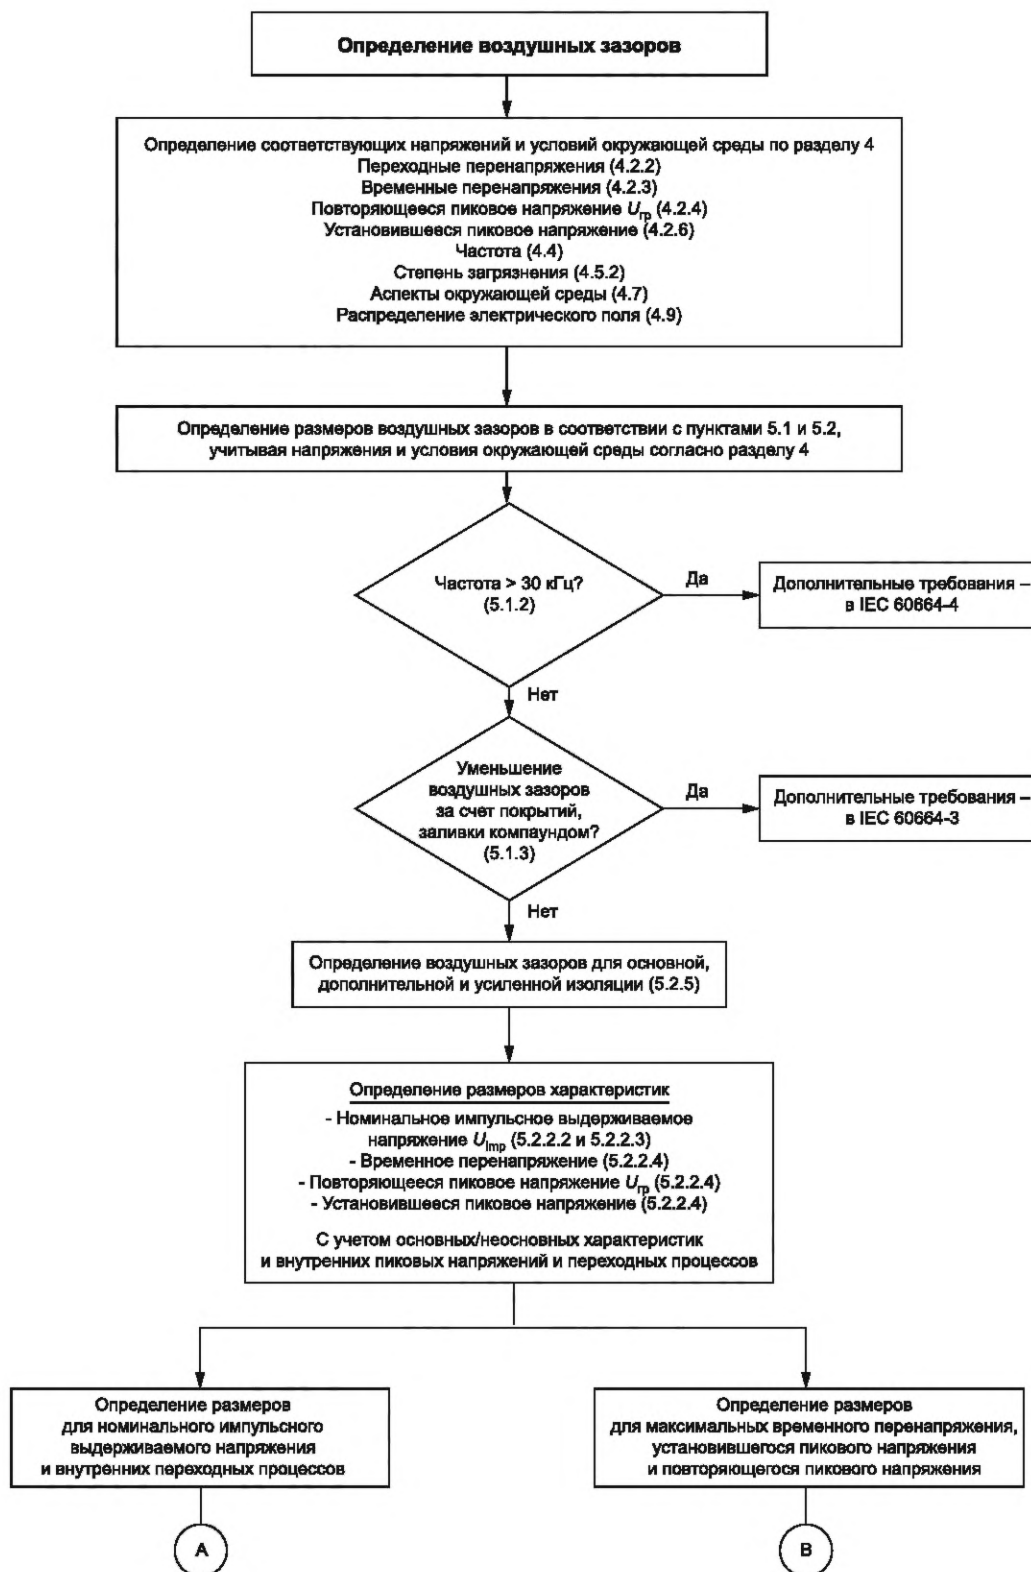 Определение воздушных зазоров
Определение соответствующих напряжений и условий окружающей среды по разделу 4
Переходные перенапряжения (4.2.2)
Временные перенапряжения (4.2.3)
Повторяющееся пиковое напряжение Uгр (4.2.4)
Установившееся пиковое напряжение (4.2.6)
Частота (4.4)
Степень загрязнения (4.5.2)
Аспекты окружающей среды (4.7)
Распределение электрического поля (4.9)
Определение размеров воздушных зазоров в соответствии с пунктами 5.1 и 5.2,
учитывая напряжения и условия окружающей среды согласно разделу 4
Частота > 30 кГц?
(5.1.2)
Да
Дополнительные требования –
в IEC 60664-4
Нет
Уменьшение
воздушных зазоров
за счет покрытий,
заливки компаундом?
(5.1.3)
Да
Дополнительные требования –
в IEC 60664-3
Нет
Определение воздушных зазоров для основной,
дополнительной и усиленной изоляции (5.2.5)
Определение размеров характеристик
- Номинальное импульсное выдерживаемое
напряжение Uimp (5.2.2.2 и 5.2.2.3)
- Временное перенапряжение (5.2.2.4)
- Повторяющееся пиковое напряжение Uгр (5.2.2.4)
- Установившееся пиковое напряжение (5.2.2.4)
С учетом основных/неосновных характеристик
и внутренних пиковых напряжений и переходных процессов
Определение размеров
для номинального импульсного
выдерживаемого напряжения
и внутренних переходных процессов
Определение размеров
для максимальных временного перенапряжения,
установившегося пикового напряжения
и повторяющегося пикового напряжения
A
B